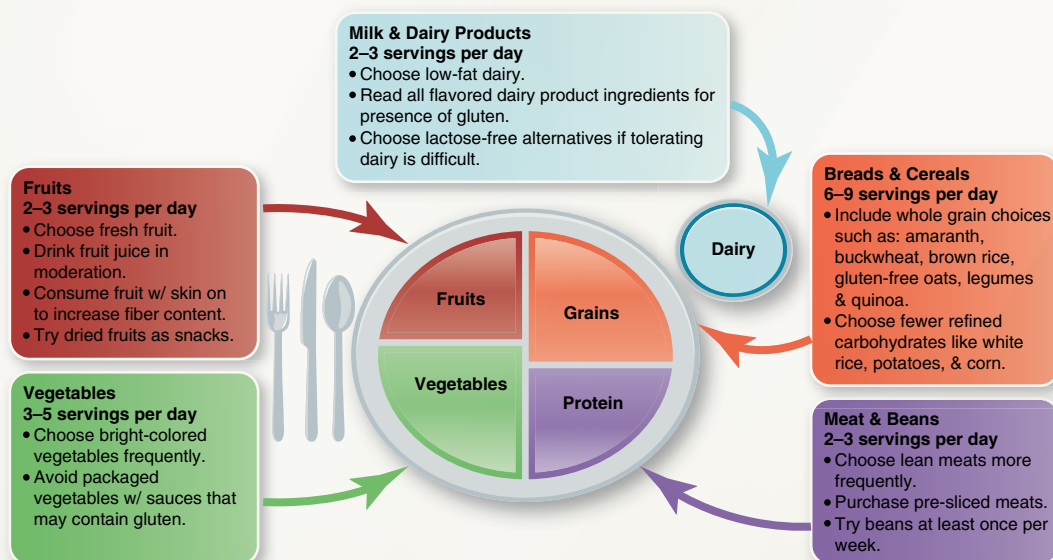 Milk & Dairy Products
2–3 servings per day
• Choose low-fat dairy.
• Read all flavored dairy product ingredients for
presence of gluten.
• Choose lactose-free alternatives if tolerating
dairy is difficult.
Fruits
2–3 servings per day
• Choose fresh fruit.
• Drink fruit juice in
moderation.
• Consume fruit w/ skin on
to increase fiber content.
• Try dried fruits as snacks.
Vegetables
3–5 servings per day
• Choose bright-colored
vegetables frequently.
• Avoid packaged
vegetables w/ sauces that
may contain gluten.
Fruits
Grains
Vegetables
Protein
Dairy
Breads & Cereals
6–9 servings per day
• Include whole grain choices
such as: amaranth,
buckwheat, brown rice,
gluten-free oats, legumes
& quinoa.
• Choose fewer refined
carbohydrates like white
rice, potatoes, & corn.
Meat & Beans
2–3 servings per day
• Choose lean meats more
frequently.
• Purchase pre-sliced meats.
• Try beans at least once per
week.